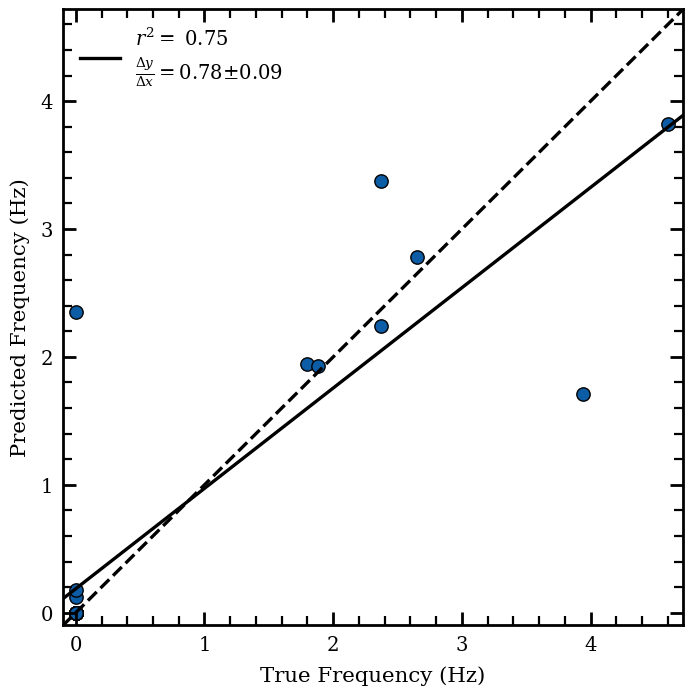 r² = 0.75
Δy/Δx = 0.78±0.09
4
3
2
1
0
Predicted Frequency (Hz)
0 1 2 3 4
True Frequency (Hz)